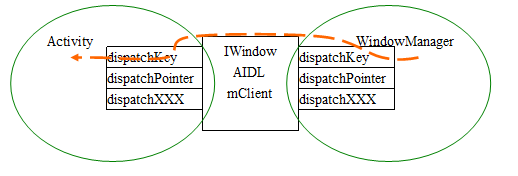 Activity
WindowManager
IWindow
AIDL
mClient
dispatchKey
dispatchPointer
dispatchXXX
dispatchKey
dispatchPointer
dispatchXXX